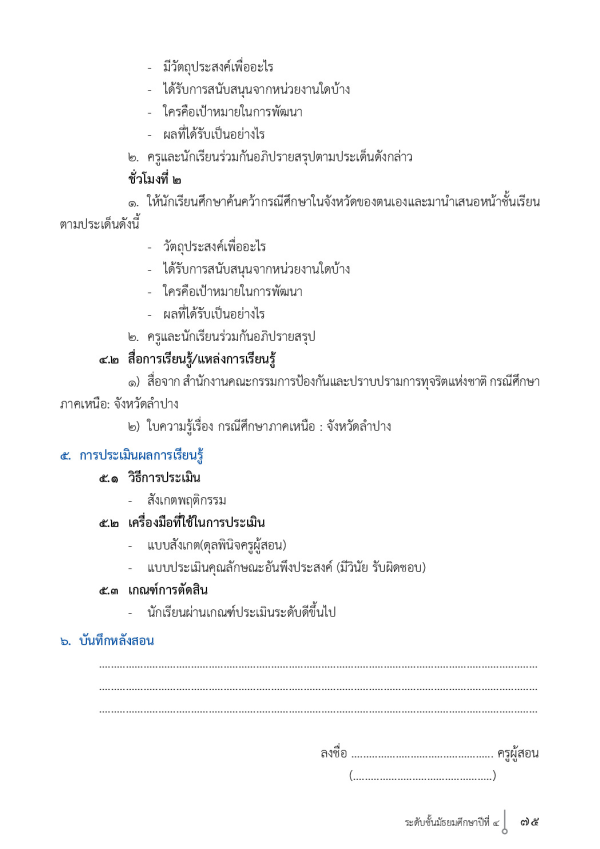 - มีวัตถุประสงค์เพื่ออะไร
- ได้รับการสนับสนุนจากหน่วยงานใดบ้าง
- ใครคือเป้าหมายในการพัฒนา
- ผลที่ได้รับเป็นอย่างไร
๒. ครูและนักเรียนร่วมกันอภิปรายสรุปตามประเด็นดังกล่าว
ชั่วโมงที่ ๒
๑. ให้นักเรียนศึกษาค้นคว้ากรณีศึกษาในจังหวัดของตนเองและมานำเสนอหน้าชั้นเรียน
ตามประเด็นดังนี้
- วัตถุประสงค์เพื่ออะไร
- ได้รับการสนับสนุนจากหน่วยงานใดบ้าง
- ใครคือเป้าหมายในการพัฒนา
- ผลที่ได้รับเป็นอย่างไร
๒. ครูและนักเรียนร่วมกันอภิปรายสรุป
๔.๒ สื่อการเรียนรู้/แหล่งการเรียนรู้
๑) สื่อจาก สำนักงานคณะกรรมการป้องกันและปราบปรามการทุจริตแห่งชาติ กรณีศึกษา
ภาคเหนือ: จังหวัดลำปาง
๒) ใบความรู้เรื่อง กรณีศึกษาภาคเหนือ : จังหวัดลำปาง
๕. การประเมินผลการเรียนรู้
๕.๑ วิธีการประเมิน
- สังเกตพฤติกรรม
๕.๒ เครื่องมือที่ใช้ในการประเมิน
- แบบสังเกต(ดุลพินิจครูผู้สอน)
- แบบประเมินคุณลักษณะอันพึงประสงค์ (มีวินัย รับผิดชอบ)
๕.๓ เกณฑ์การตัดสิน
- นักเรียนผ่านเกณฑ์ประเมินระดับดีขึ้นไป
๖. บันทึกหลังสอน
....................................................................................................................................................
....................................................................................................................................................
....................................................................................................................................................
ลงชื่อ ................................................ ครูผู้สอน
(...............................................)
ระดับชั้นมัธยมศึกษาปีที่ ๔ ๗๕